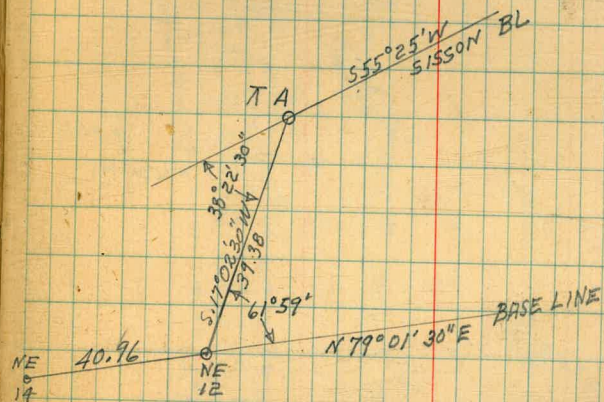 S55°25'W
SISSON BL
⊼ A
38° 22' 30"
S.17°02'30"W
439.38
61°59'
N 79°01'30"E
BASE LINE
NE
14
40.96
NE
12